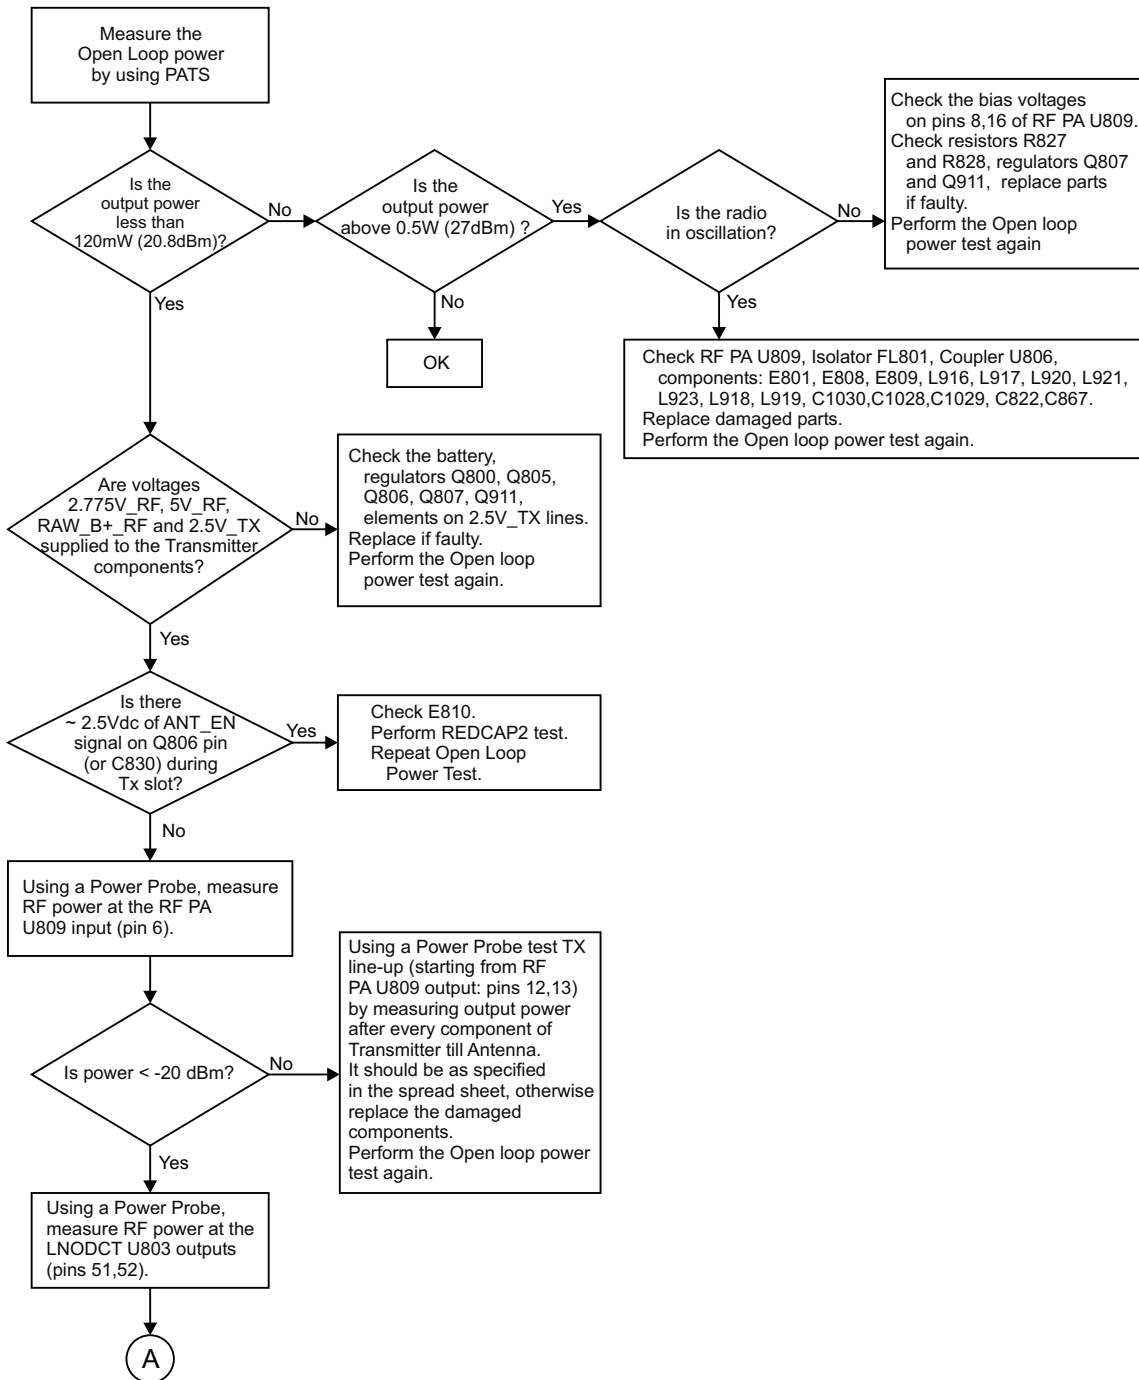 Measure the
Open Loop power
by using PATS
Is the
output power
less than
120mW (20.8dBm)?
No
Is the
output power
above 0.5W (27dBm) ?
Yes
Is the radio
in oscillation?
No
Check the bias voltages
on pins 8,16 of RF PA U809.
Check resistors R827
and R828, regulators Q807
and Q911, replace parts
if faulty.
Perform the Open loop
power test again
Yes
No
Yes
OK
Check RF PA U809, Isolator FL801, Coupler U806,
components: E801, E808, E809, L916, L917, L920, L921,
L923, L918, L919, C1030,C1028,C1029, C822,C867.
Replace damaged parts.
Perform the Open loop power test again.
Are voltages
2.775V_RF, 5V_RF,
RAW_B+_RF and 2.5V_TX
supplied to the Transmitter
components?
No
Check the battery,
regulators Q800, Q805,
Q806, Q807, Q911,
elements on 2.5V_TX lines.
Replace if faulty.
Perform the Open loop
power test again.
Yes
Is there
~ 2.5Vdc of ANT_EN
signal on Q806 pin
(or C830) during
Tx slot?
Yes
Check E810.
Perform REDCAP2 test.
Repeat Open Loop
Power Test.
No
Using a Power Probe, measure
RF power at the RF PA
U809 input (pin 6).
Is power < -20 dBm?
No
Using a Power Probe test TX
line-up (starting from RF
PA U809 output: pins 12,13)
by measuring output power
after every component of
Transmitter till Antenna.
It should be as specified
in the spread sheet, otherwise
replace the damaged
components.
Perform the Open loop power
test again.
Yes
Using a Power Probe,
measure RF power at the
LNODCT U803 outputs
(pins 51,52).
A